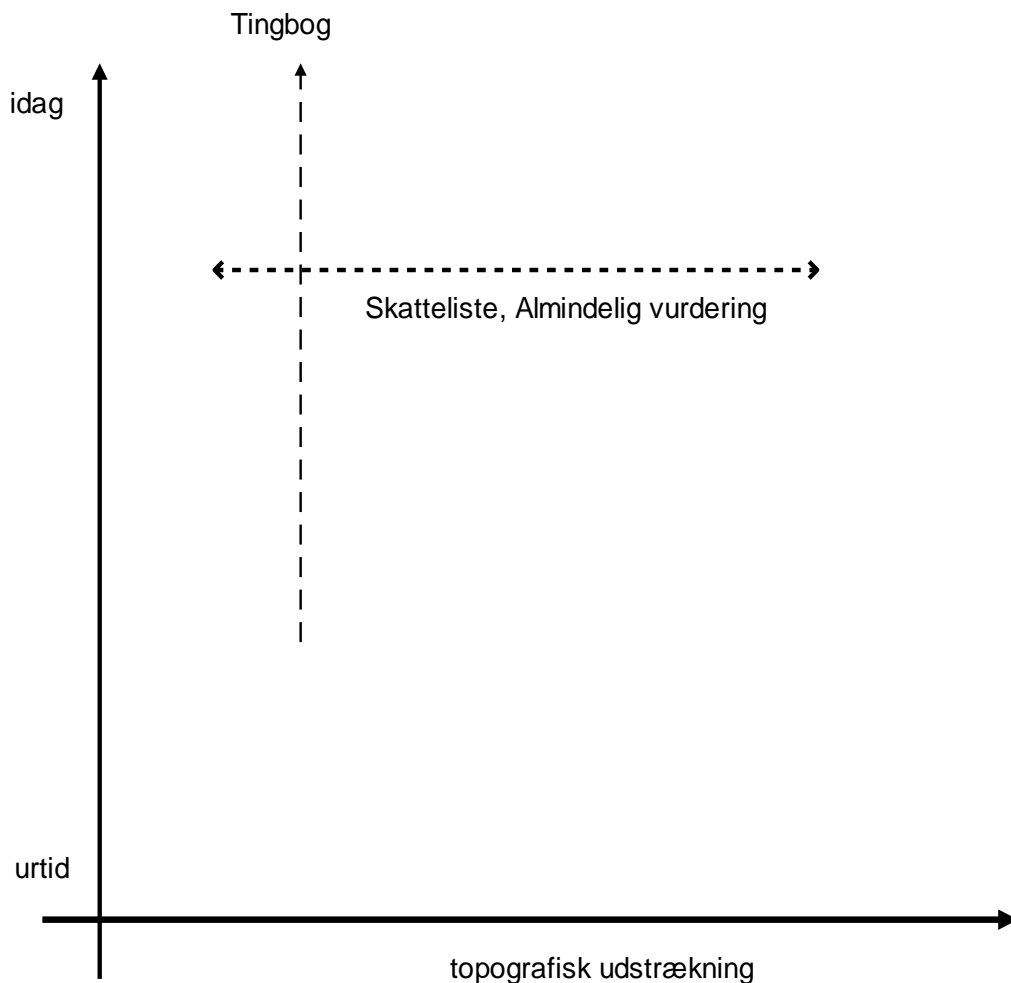 Tingbog
idag
Skatteliste, Almindelig vurdering
urtid
topografisk udstrækning